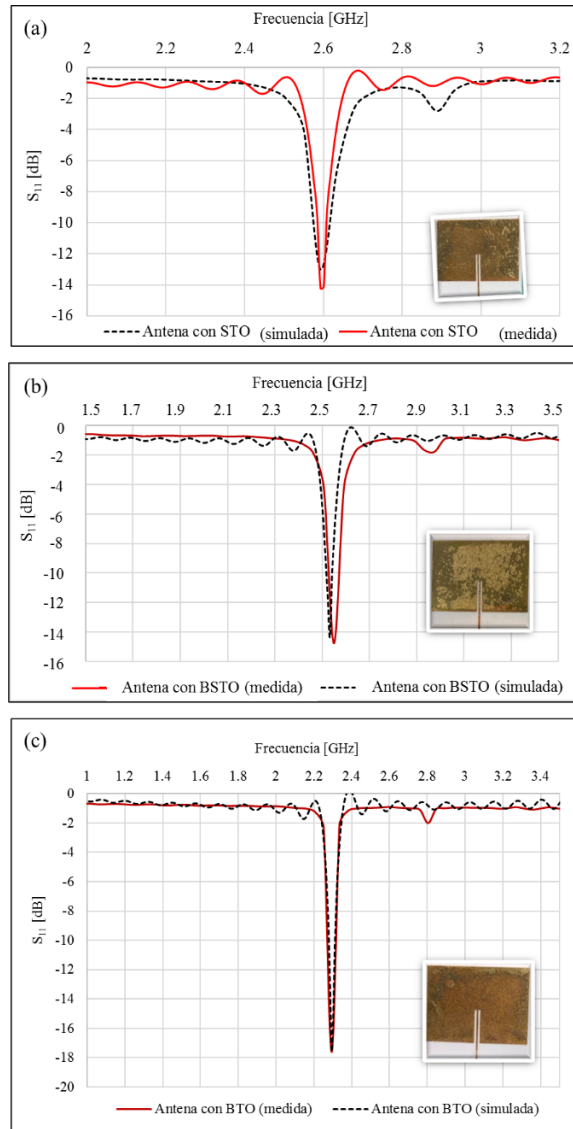 (a)
Frecuencia [GHz]
2 2.2 2.4 2.6 2.8 3 3.2
0
-2
-4
-6
-8
-10
-12
-14
-16
S11 [dB]
Antena con STO (simulada) Antena con STO (medida)
(b)
Frecuencia [GHz]
1.5 1.7 1.9 2.1 2.3 2.5 2.7 2.9 3.1 3.3 3.5
0
-2
-4
-6
-8
-10
-12
-14
-16
S11 [dB]
Antena con BSTO (medida) Antena con BSTO (simulada)
(c)
Frecuencia [GHz]
1 1.2 1.4 1.6 1.8 2 2.2 2.4 2.6 2.8 3 3.2 3.4
0
-2
-4
-6
-8
-10
-12
-14
-16
-18
-20
S11 [dB]
Antena con BTO (medida) Antena con BTO (simulada)